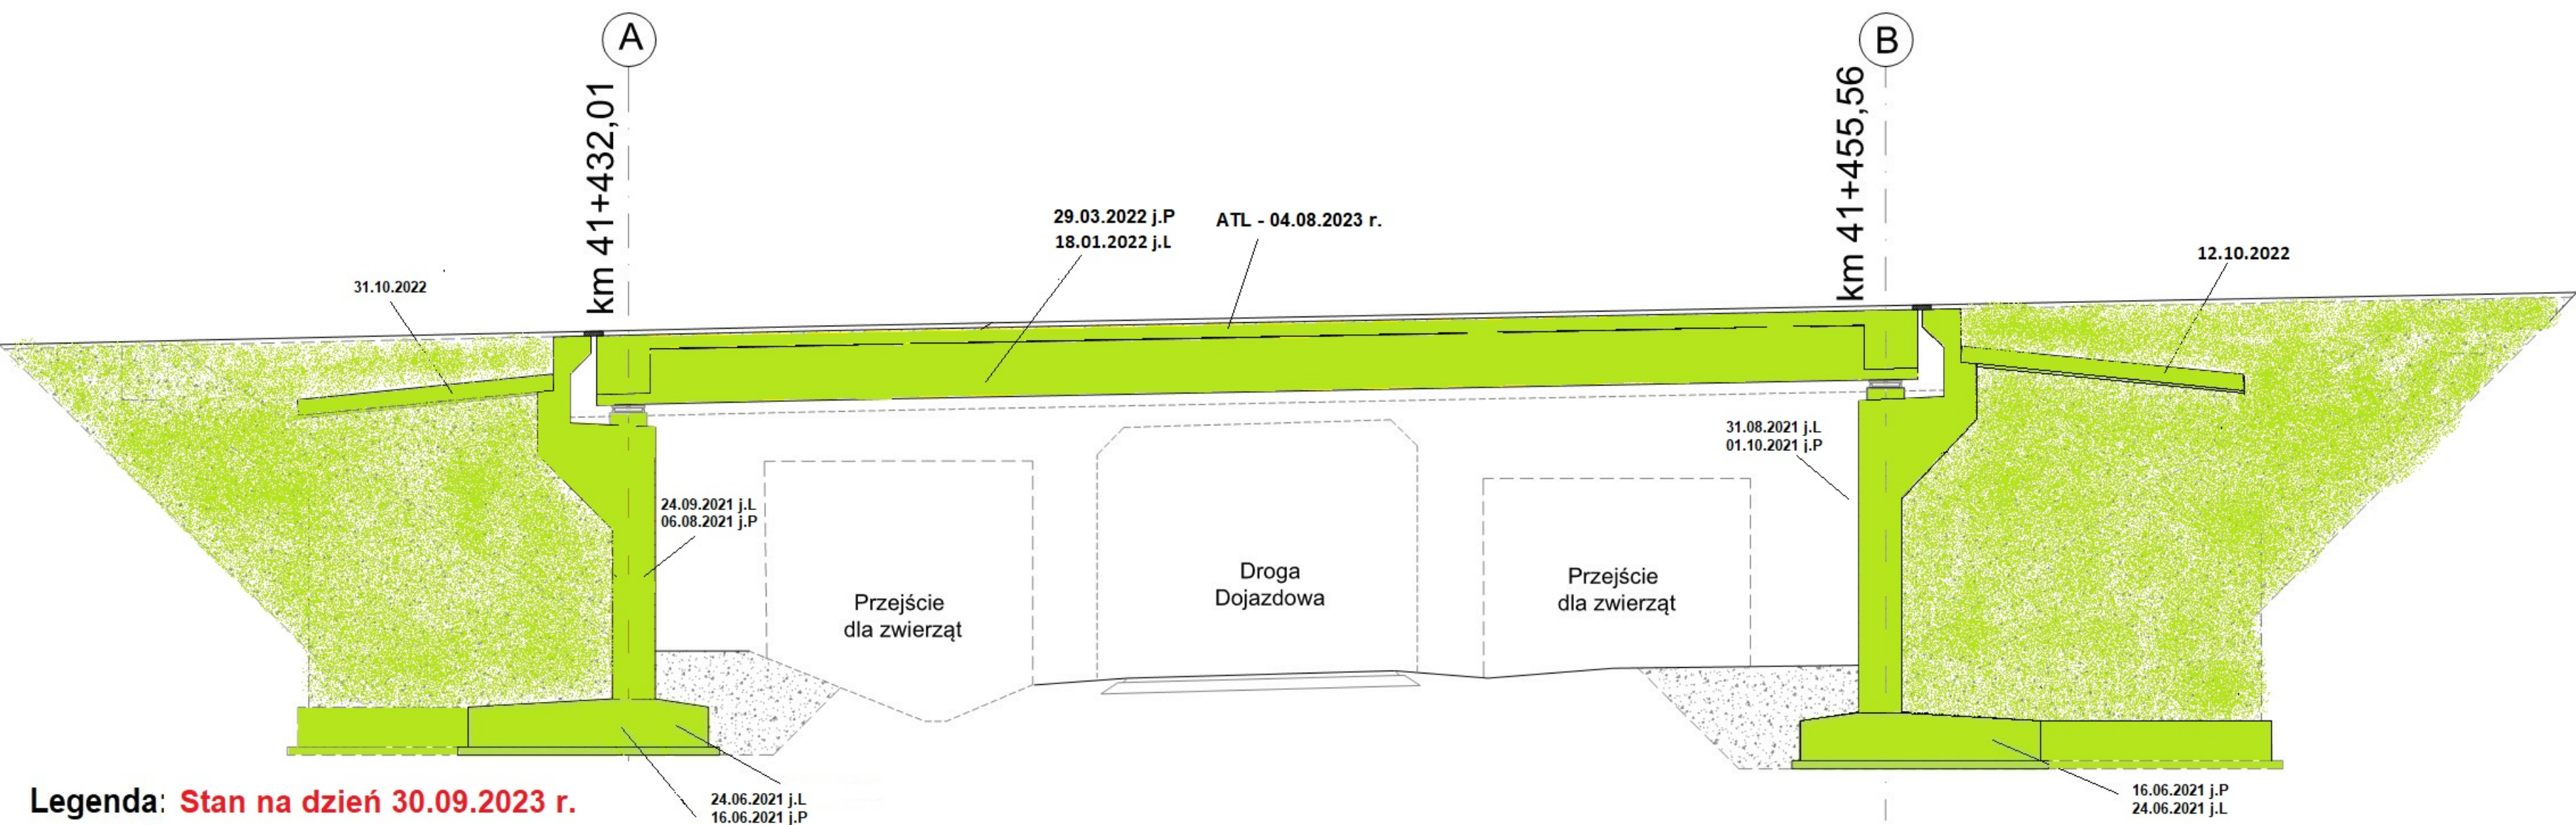 A
B
km 41+432,01
km 41+455,56
29.03.2022 j.P
18.01.2022 j.L
ATL - 04.08.2023 r.
12.10.2022
31.10.2022
31.08.2021 j.L
01.10.2021 j.P
24.09.2021 j.L
06.08.2021 j.P
Przejście
dla zwierząt
Droga
Dojazdowa
Przejście
dla zwierząt
24.06.2021 j.L
16.06.2021 j.P
16.06.2021 j.P
24.06.2021 j.L
Legenda: Stan na dzień 30.09.2023 r.